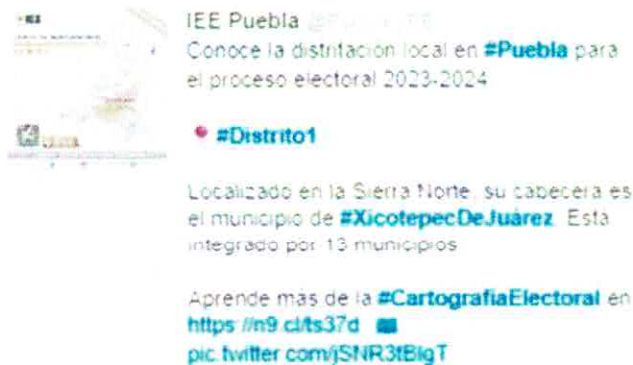 IEE Puebla
Conoce la distritación local en #Puebla para
el proceso electoral 2023-2024
#Distrito1
Localizado en la Sierra Norte, su cabecera es
el municipio de #XicotepecDeJuárez. Está
integrado por 13 municipios
Aprende más de la #CartografíaElectoral en
https://n9.cl/ts37d
pic.twitter.com/jSNR3tBlgT